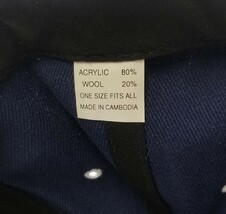 ACRYLIC 80%
WOOL 20%
ONE SIZE FITS ALL
MADE IN CAMBODIA